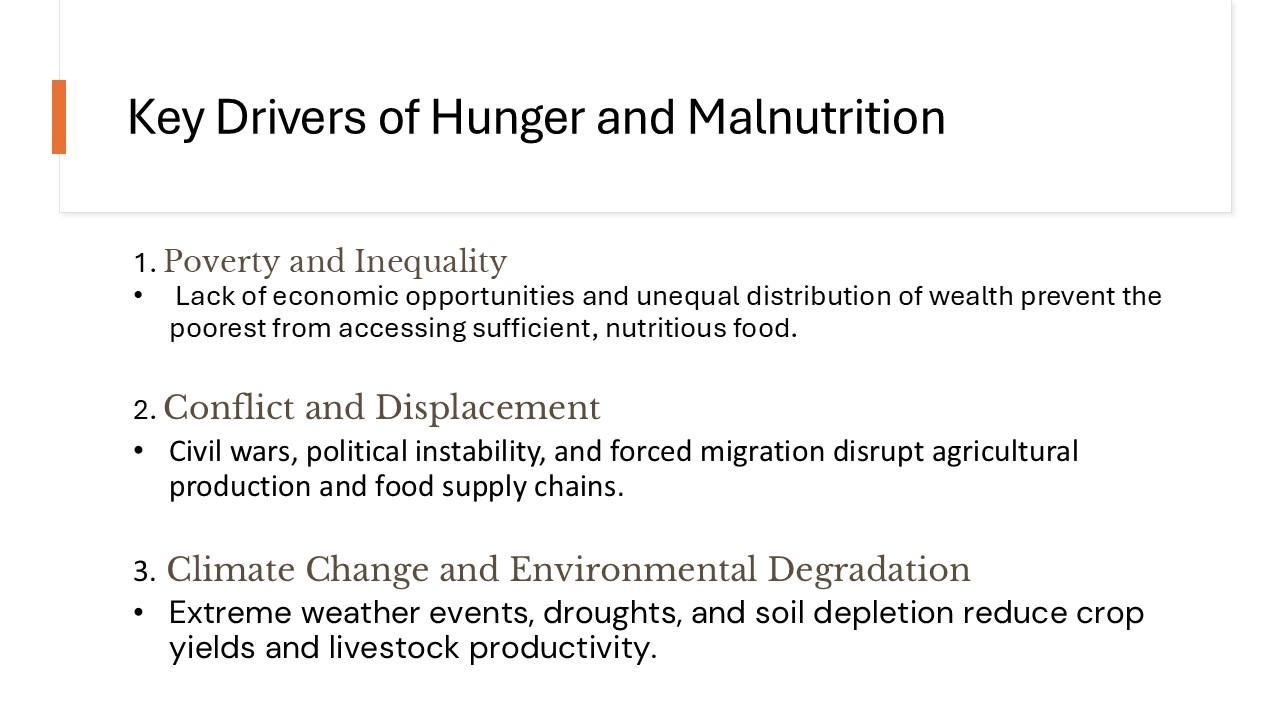 Key Drivers of Hunger and Malnutrition
1. Poverty and Inequality
• Lack of economic opportunities and unequal distribution of wealth prevent the
poorest from accessing sufficient, nutritious food.
2. Conflict and Displacement
• Civil wars, political instability, and forced migration disrupt agricultural
production and food supply chains.
3. Climate Change and Environmental Degradation
• Extreme weather events, droughts, and soil depletion reduce crop
yields and livestock productivity.